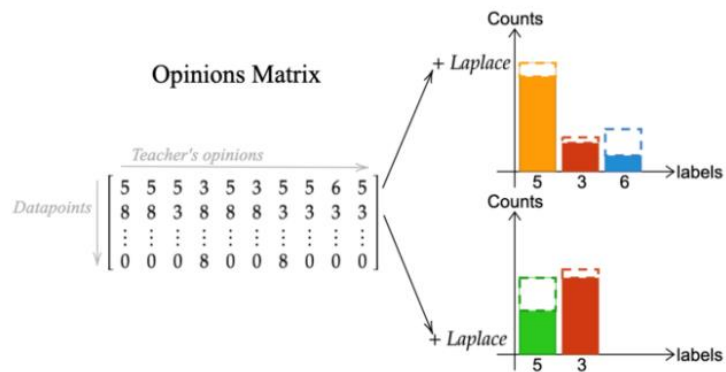 Opinions Matrix
Teacher's opinions
Datapoints
5 5 5 3 5 3 5 5 6 5
8 8 3 8 8 8 3 3 3 3
⋮ ⋮ ⋮ ⋮ ⋮ ⋮ ⋮ ⋮ ⋮ ⋮
0 0 0 8 0 0 8 0 0 0
Counts
+ Laplace
labels
5 3 6
Counts
+ Laplace
labels
5 3